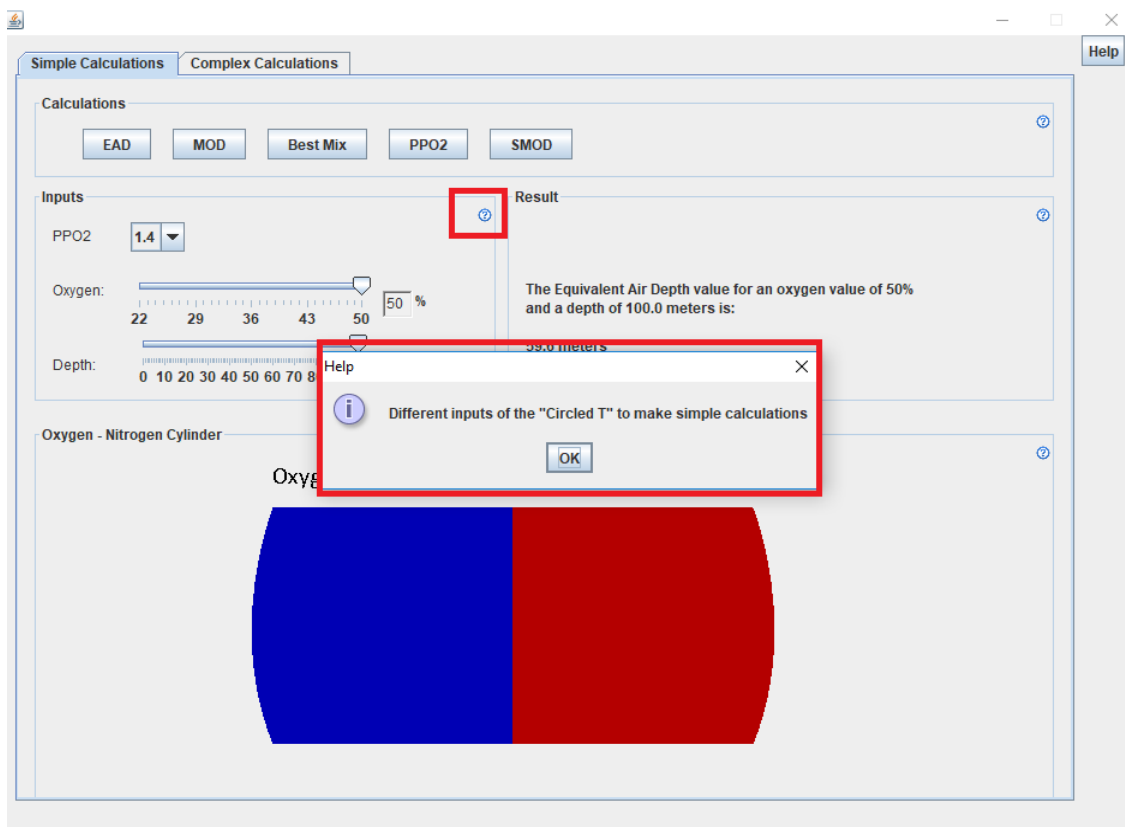 Help
Simple Calculations Complex Calculations
Calculations
EAD MOD Best Mix PPO2 SMOD
Inputs
PPO2 1.4
Oxygen: 50 %
22 29 36 43 50
Depth:
0 10 20 30 40 50 60 70
Result
The Equivalent Air Depth value for an oxygen value of 50%
and a depth of 100.0 meters is:
59.6 meters
Help
Different inputs of the "Circled T" to make simple calculations
OK
Oxygen - Nitrogen Cylinder